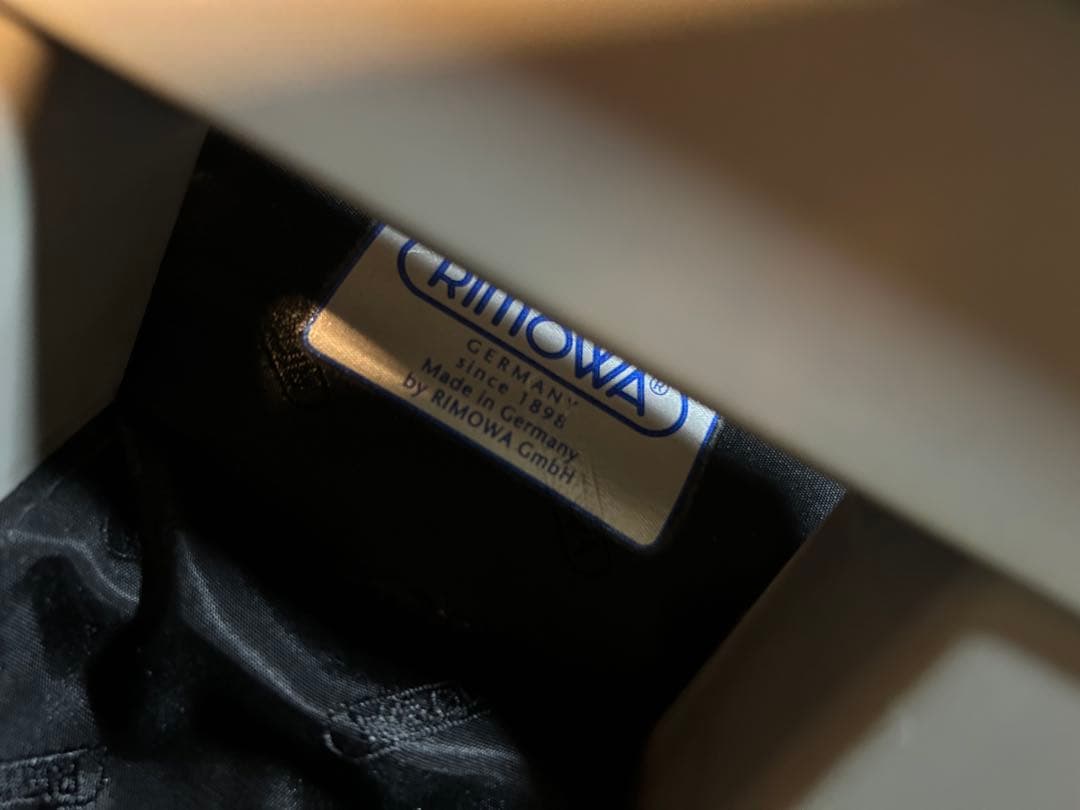 RIMOWA®
GERMANY
since 1898
Made in Germany
by RIMOWA GmbH